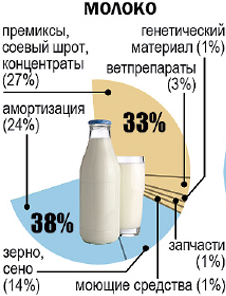 МОЛОКО
премиксы,
соевый шрот,
концентраты
(27%)
генетический
материал (1%)
ветпрепараты
(3%)
амортизация
(24%)
33%
38%
зерно,
сено
(14%)
запчасти
(1%)
моющие средства (1%)